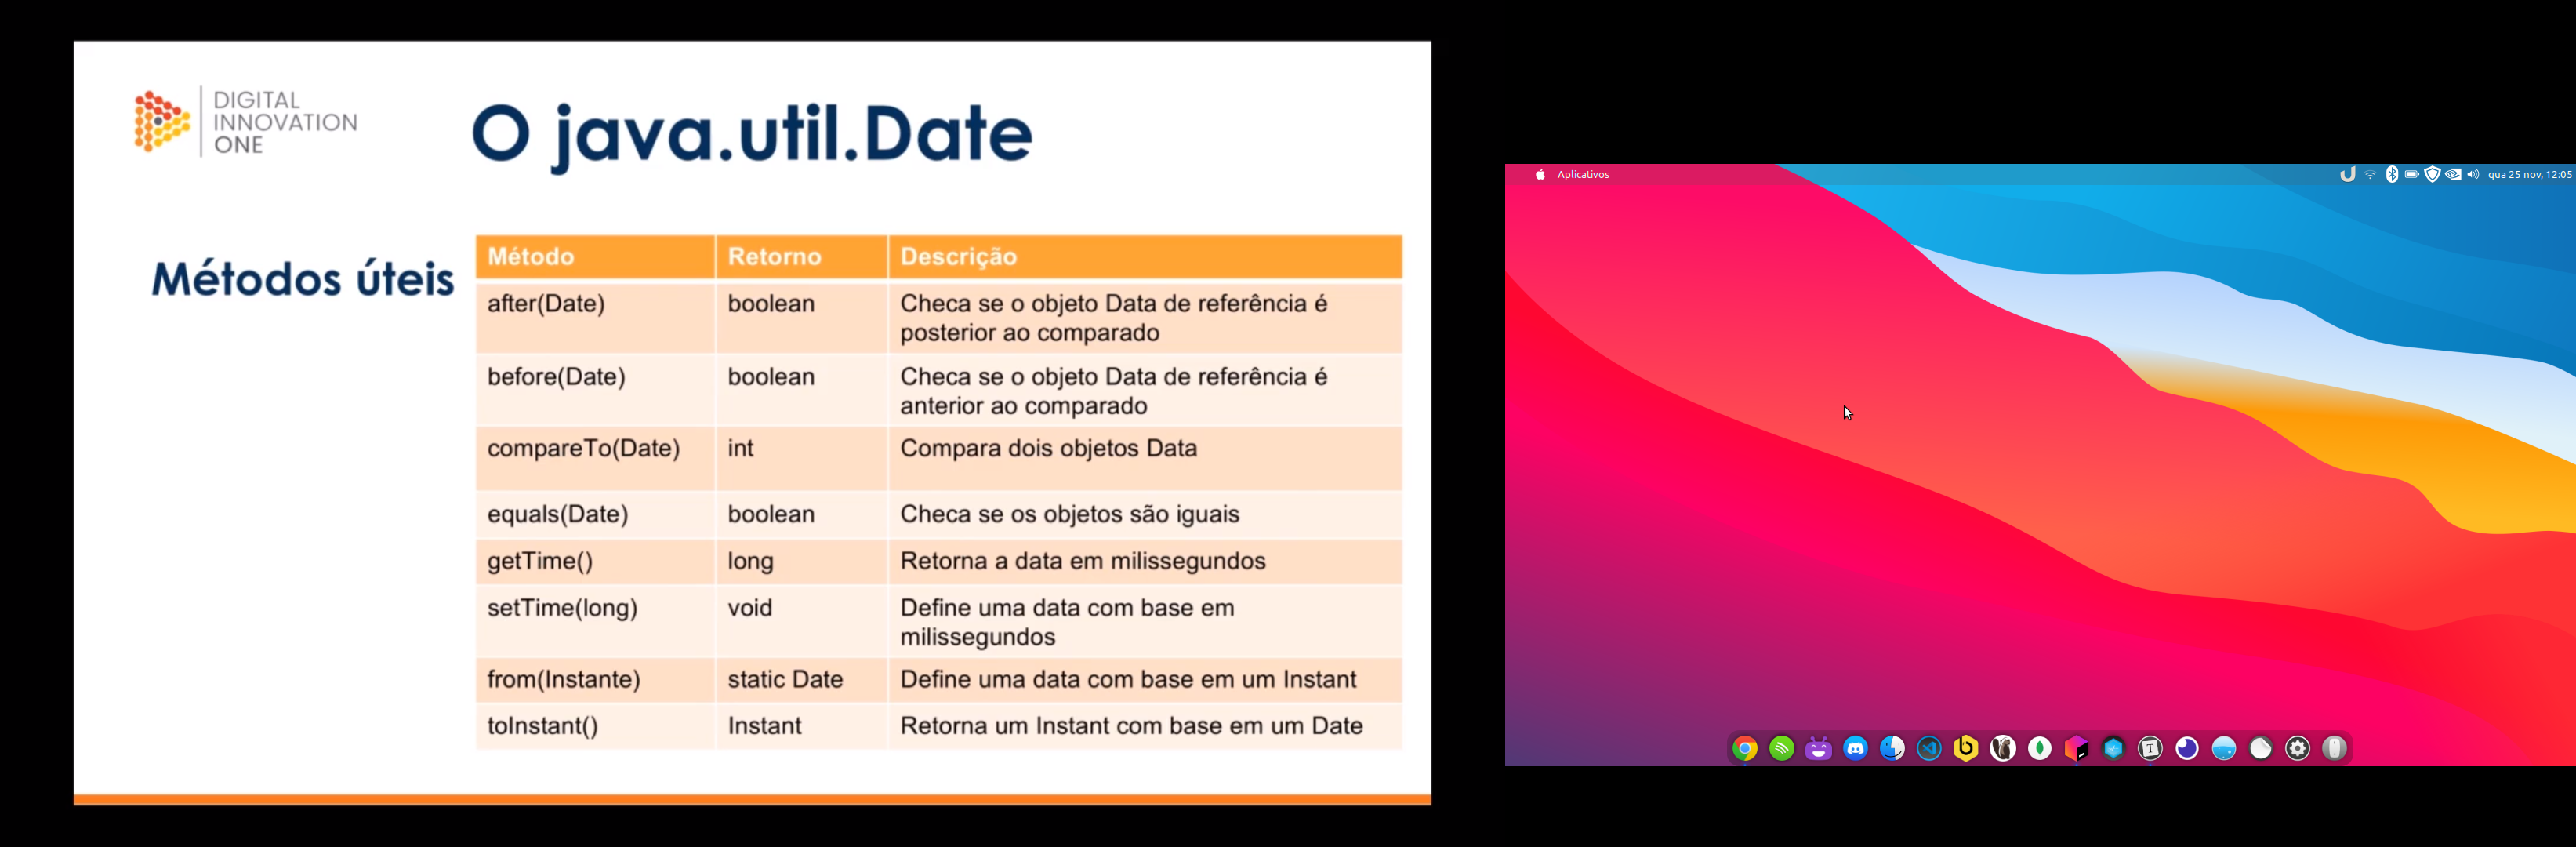 DIGITAL
INNOVATION
ONE
O java.util.Date
Métodos úteis
Método Retorno Descrição
after(Date) boolean Checa se o objeto Data de referência é
posterior ao comparado
before(Date) boolean Checa se o objeto Data de referência é
anterior ao comparado
compareTo(Date) int Compara dois objetos Data
equals(Date) boolean Checa se os objetos são iguais
getTime() long Retorna a data em milissegundos
setTime(long) void Define uma data com base em
milissegundos
from(Instante) static Date Define uma data com base em um Instant
toInstant() Instant Retorna um Instant com base em um Date
Aplicativos
qua 25 nov, 12:05